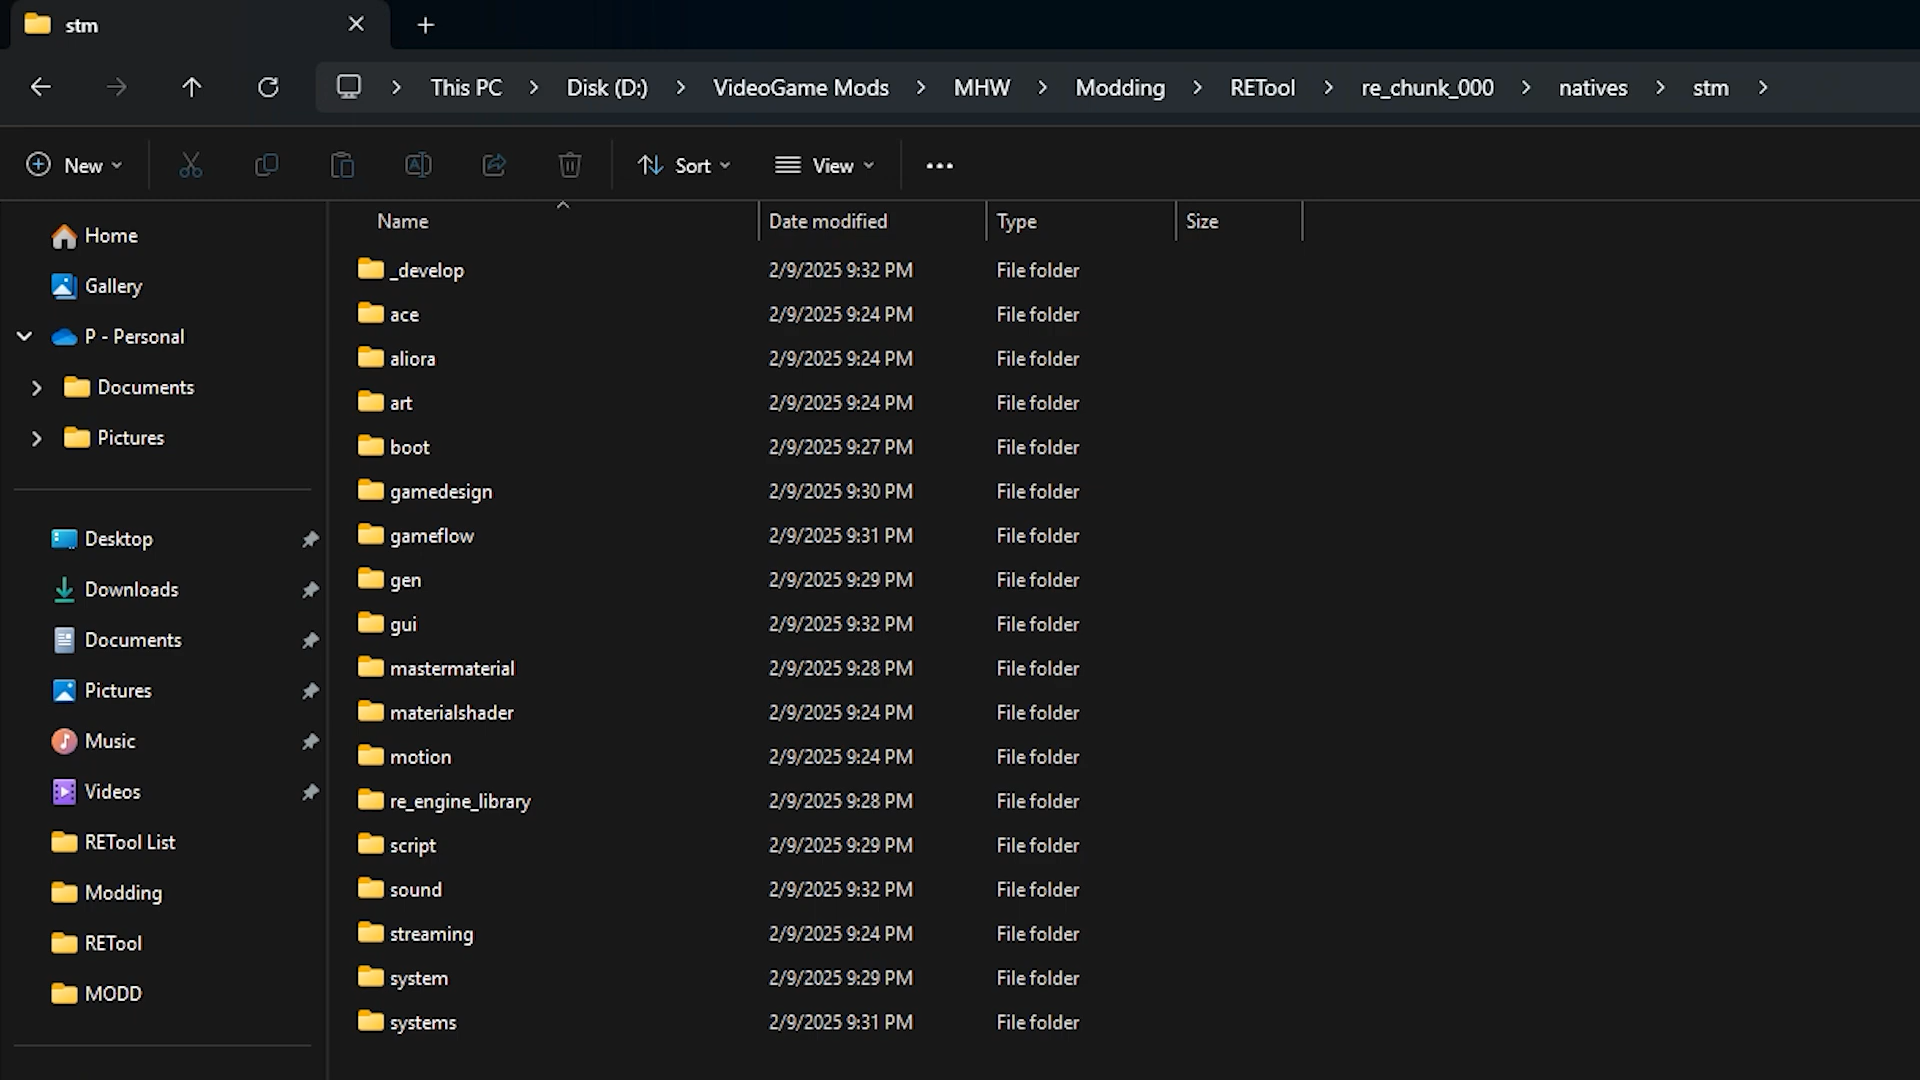 stm
This PC > Disk (D:) > VideoGame Mods > MHW > Modding > RETool > re_chunk_000 > natives > stm >
New Sort View
Name Date modified Type Size
Home
Gallery
P - Personal
Documents
Pictures
Desktop
Downloads
Documents
Pictures
Music
Videos
RETool List
Modding
RETool
MODD
_develop 2/9/2025 9:32 PM File folder
ace 2/9/2025 9:24 PM File folder
aliora 2/9/2025 9:24 PM File folder
art 2/9/2025 9:24 PM File folder
boot 2/9/2025 9:27 PM File folder
gamedesign 2/9/2025 9:30 PM File folder
gameflow 2/9/2025 9:31 PM File folder
gen 2/9/2025 9:29 PM File folder
gui 2/9/2025 9:32 PM File folder
mastermaterial 2/9/2025 9:28 PM File folder
materialshader 2/9/2025 9:24 PM File folder
motion 2/9/2025 9:24 PM File folder
re_engine_library 2/9/2025 9:28 PM File folder
script 2/9/2025 9:29 PM File folder
sound 2/9/2025 9:32 PM File folder
streaming 2/9/2025 9:24 PM File folder
system 2/9/2025 9:29 PM File folder
systems 2/9/2025 9:31 PM File folder